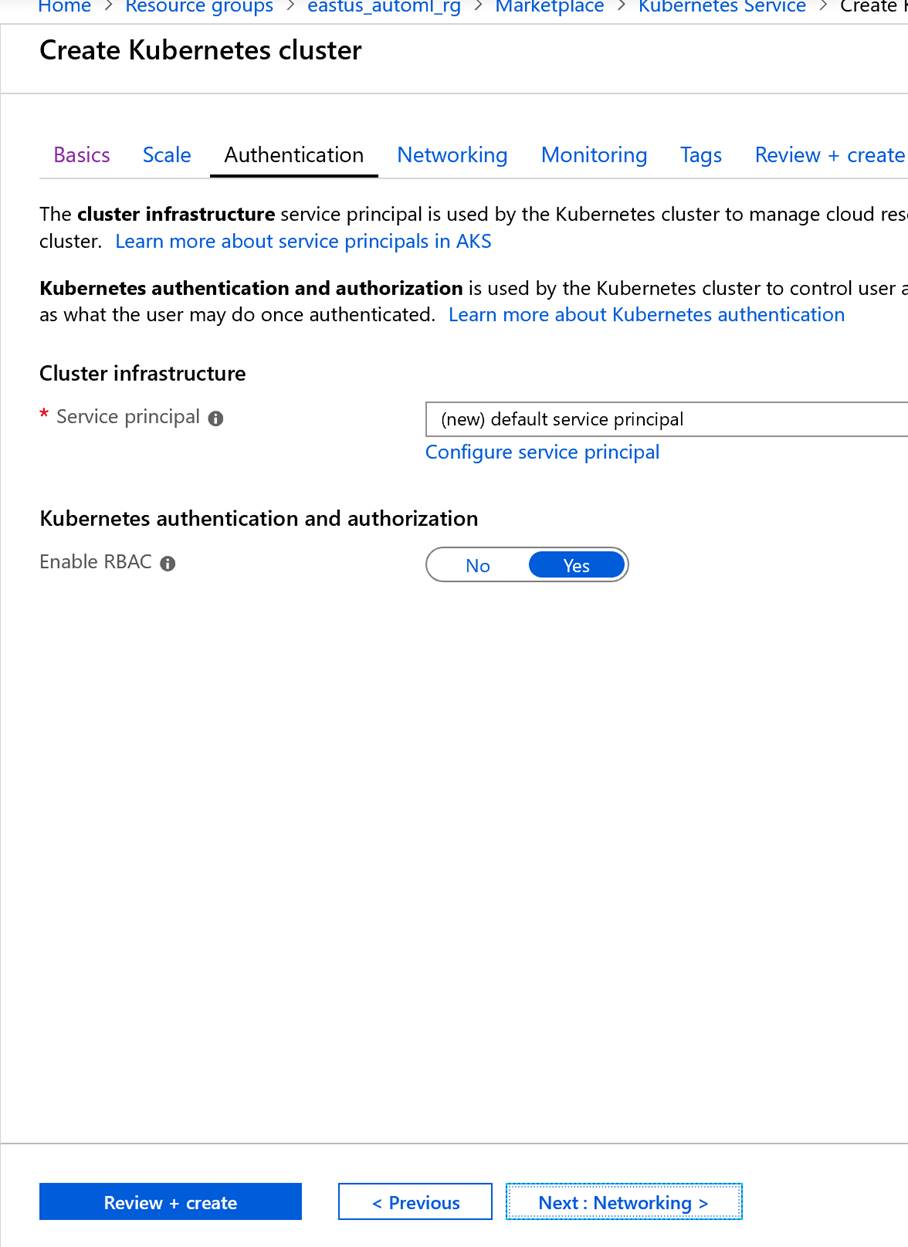 Home > Resource groups > eastus_automl_rg > Marketplace > Kubernetes Service > Create
Create Kubernetes cluster
Basics Scale Authentication Networking Monitoring Tags Review + create
The cluster infrastructure service principal is used by the Kubernetes cluster to manage cloud res
cluster. Learn more about service principals in AKS
Kubernetes authentication and authorization is used by the Kubernetes cluster to control user a
as what the user may do once authenticated. Learn more about Kubernetes authentication
Cluster infrastructure
* Service principal
(new) default service principal
Configure service principal
Kubernetes authentication and authorization
Enable RBAC
No Yes
Review + create < Previous Next : Networking >